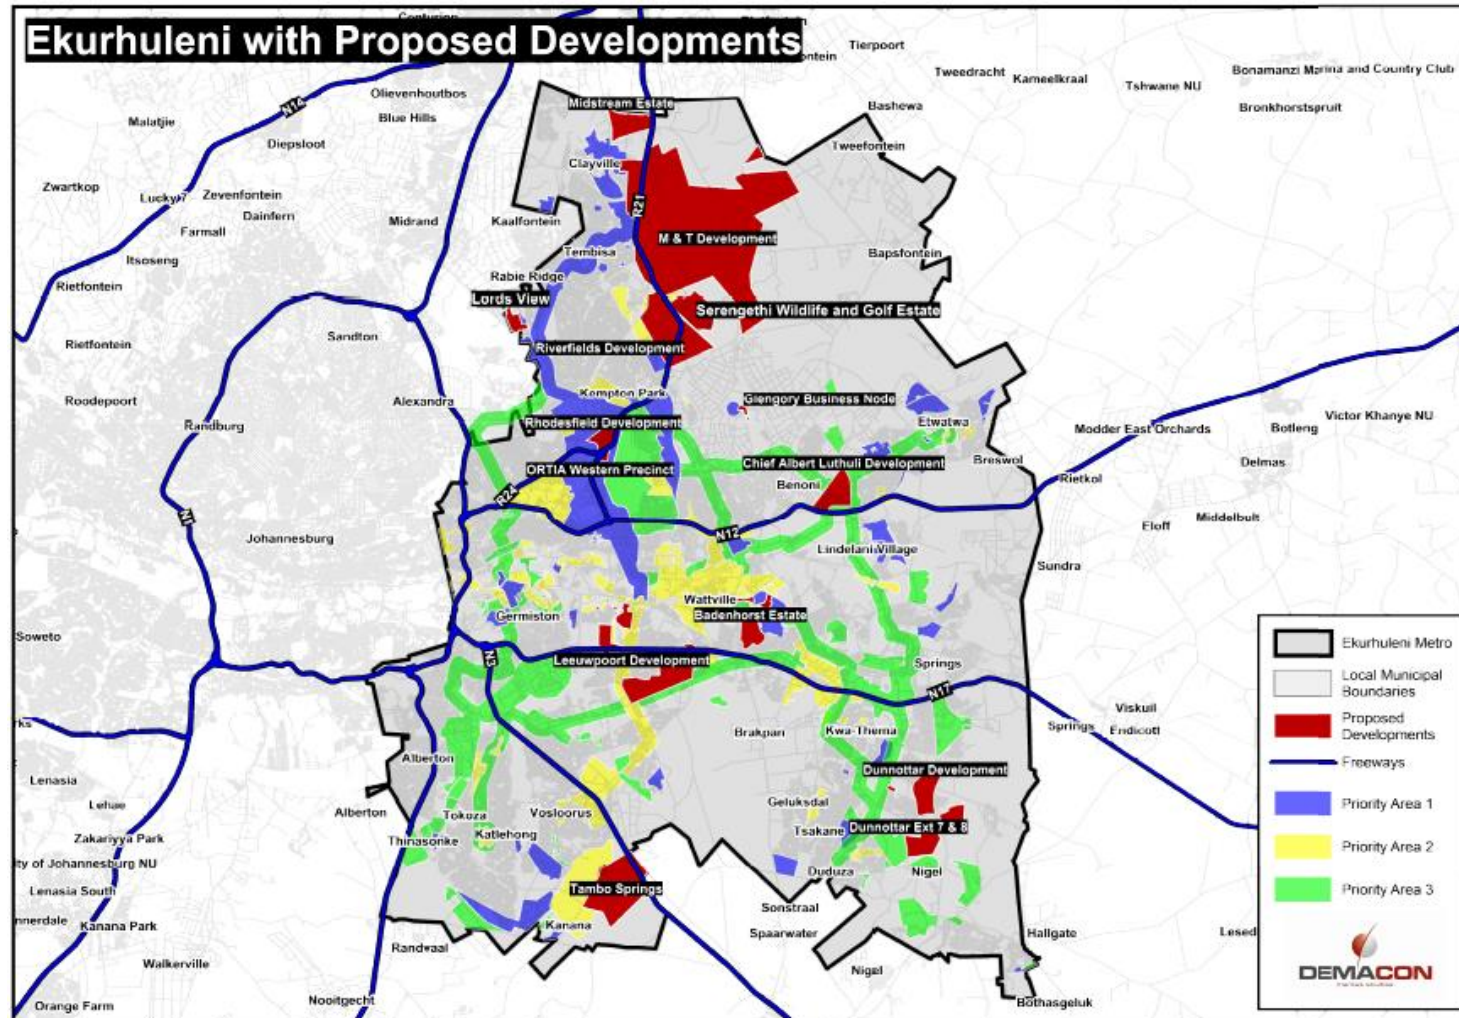 Ekurhuleni with Proposed Developments
Tierpoort
Tweedracht
Kameelkraal
Tshwane NU
Bonamanzi Marina and Country Club
Bronkhorstspruit
Olievenhoutbos
Blue Hills
N14
Malatjie
Diepsloot
Midstream Estate
Bashewa
Tweefontein
Clayville
Zwartkop
Lucky 7
Zevenfontein
Dainfern
Farmall
Midrand
Kaalfontein
R21
M & T Development
Itsoseng
Tembisa
Bapsfontein
Rietfontein
Rabie Ridge
Lords View
Serengethi Wildlife and Golf Estate
Sandton
Rietfontein
Riverfields Development
Kempton Park
Glengory Business Node
Roodepoort
Alexandra
Randburg
Rhodesfield Development
Etwatwa
Modder East Orchards
Botleng
Victor Khanye NU
ORTIA Western Precinct
Chief Albert Luthuli Development
Breswol
Delmas
Benoni
Rietkol
R24
N1
Middelbult
Eloff
N12
Johannesburg
Lindelani Village
Sundra
Wattville
Germiston
Badenhorst Estate
Soweto
N3
Leeuwpoort Development
Springs
N17
Ekurhuleni Metro
Local Municipal
Boundaries
Proposed
Developments
Freeways
Priority Area 1
Priority Area 2
Priority Area 3
DEMACON
Viskuil
Springs
Endicott
rks
Brakpan
Kwa-Thema
Alberton
Dunnottar Development
Lenasia
Lehae
Alberton
Geluksdal
Tokoza
Vosloorus
Tsakane
Dunnottar Ext 7 & 8
Zakariyya Park
Thinasonke
Katlehong
ity of Johannesburg NU
Duduza
Nigel
Lenasia South
Tambo Springs
Sonstraal
nnerdale
Kanana Park
Kanana
Spaarwater
Hallgate
Lesed
Randvaal
Walkerville
Nigel
Nooitgecht
Orange Farm
Bothasgeluk